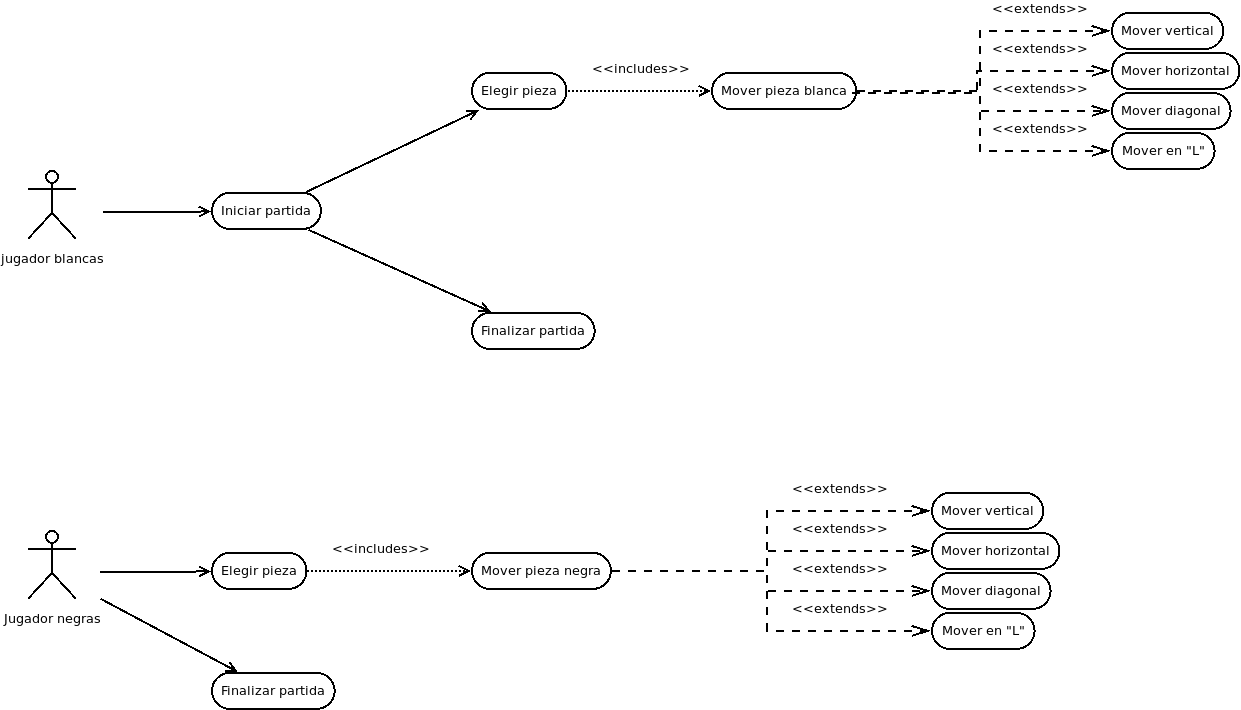 <<extends>>
Mover vertical
<<extends>>
Mover horizontal
<<includes>>
Elegir pieza
Mover pieza blanca
<<extends>>
Mover diagonal
<<extends>>
Mover en "L"
Iniciar partida
jugador blancas
Finalizar partida
<<extends>>
Mover vertical
<<extends>>
Mover horizontal
<<includes>>
Elegir pieza
Mover pieza negra
<<extends>>
Mover diagonal
<<extends>>
Mover en "L"
Jugador negras
Finalizar partida